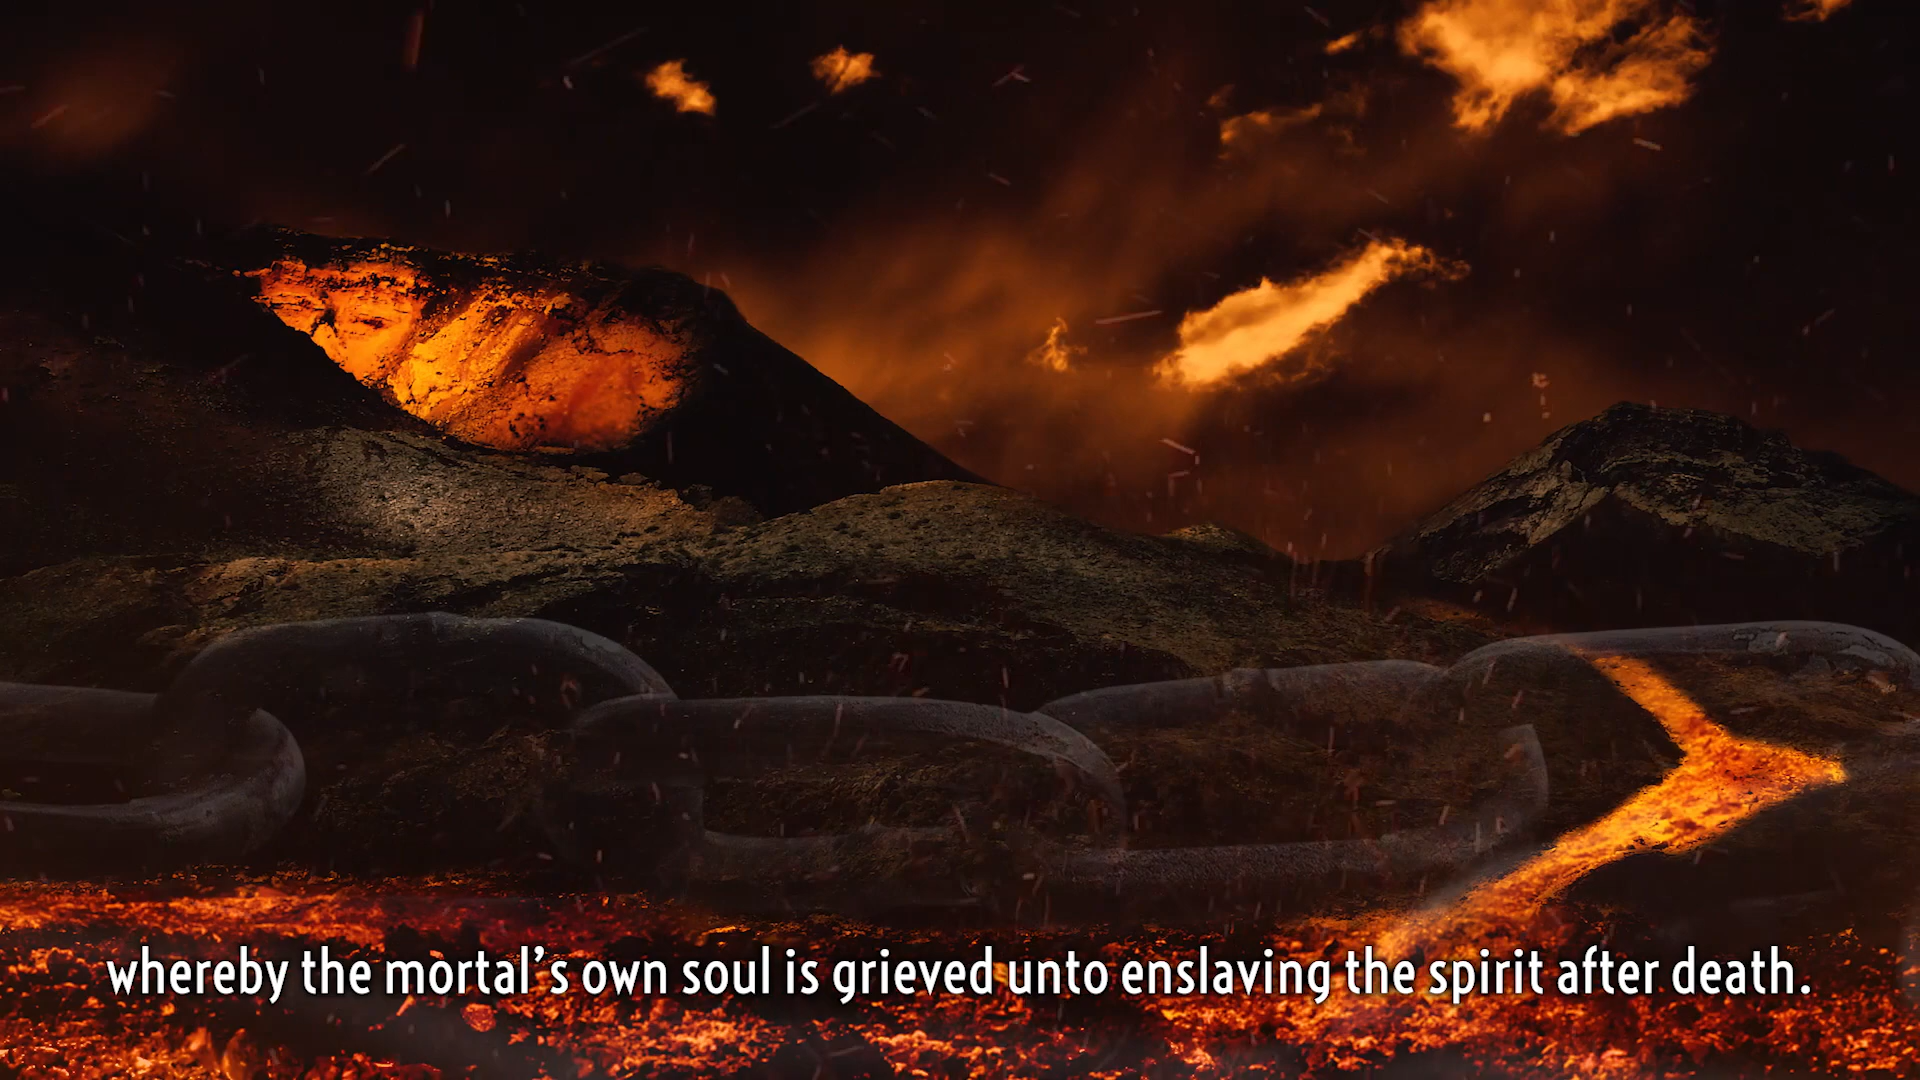 whereby the mortal’s own soul is grieved unto enslaving the spirit after death.